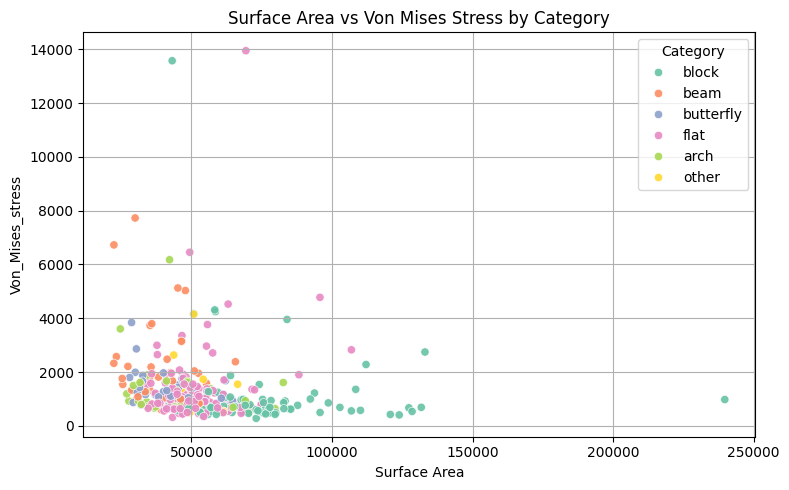 Surface Area vs Von Mises Stress by Category
14000
12000
10000
8000
6000
4000
2000
0
Von_Mises_stress
Category
block
beam
butterfly
flat
arch
other
50000 100000 150000 200000 250000
Surface Area